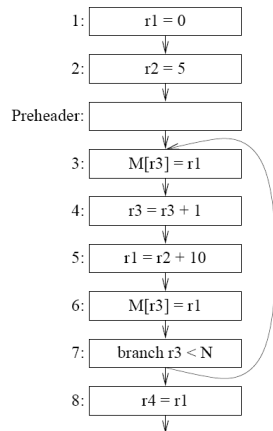 1: r1 = 0
2: r2 = 5
Preheader:
3: M[r3] = r1
4: r3 = r3 + 1
5: r1 = r2 + 10
6: M[r3] = r1
7: branch r3 < N
8: r4 = r1